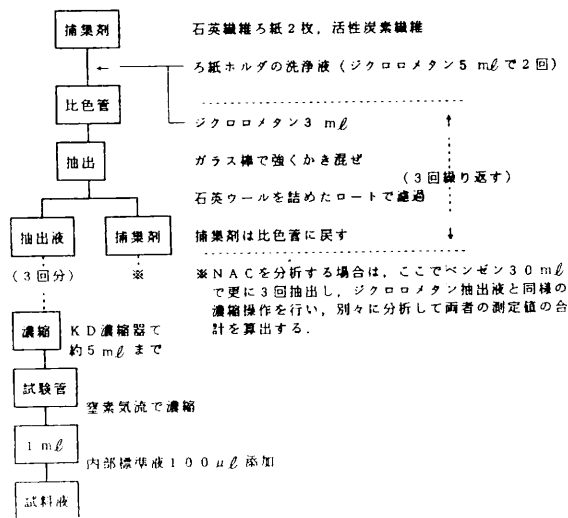 捕集剤 石英繊維ろ紙2枚,活性炭素繊維
ろ紙ホルダの洗浄液(ジクロロメタン5 mℓで2回)
比色管
ジクロロメタン3 mℓ
抽出 ガラス棒で強くかき混ぜ
(3回繰り返す)
石英ウールを詰めたロートで濾過
抽出液 捕集剤 捕集剤は比色管に戻す
(3回分) ※ ※NACを分析する場合は、ここでベンゼン30mℓ
で更に3回抽出し,ジクロロメタン抽出液と同様の
濃縮操作を行い,別々に分析して両者の測定値の合
計を算出する.
濃縮 KD濃縮器で
約5mℓまで
試験管
窒素気流で濃縮
1mℓ
内部標準液100μℓ添加
試料液